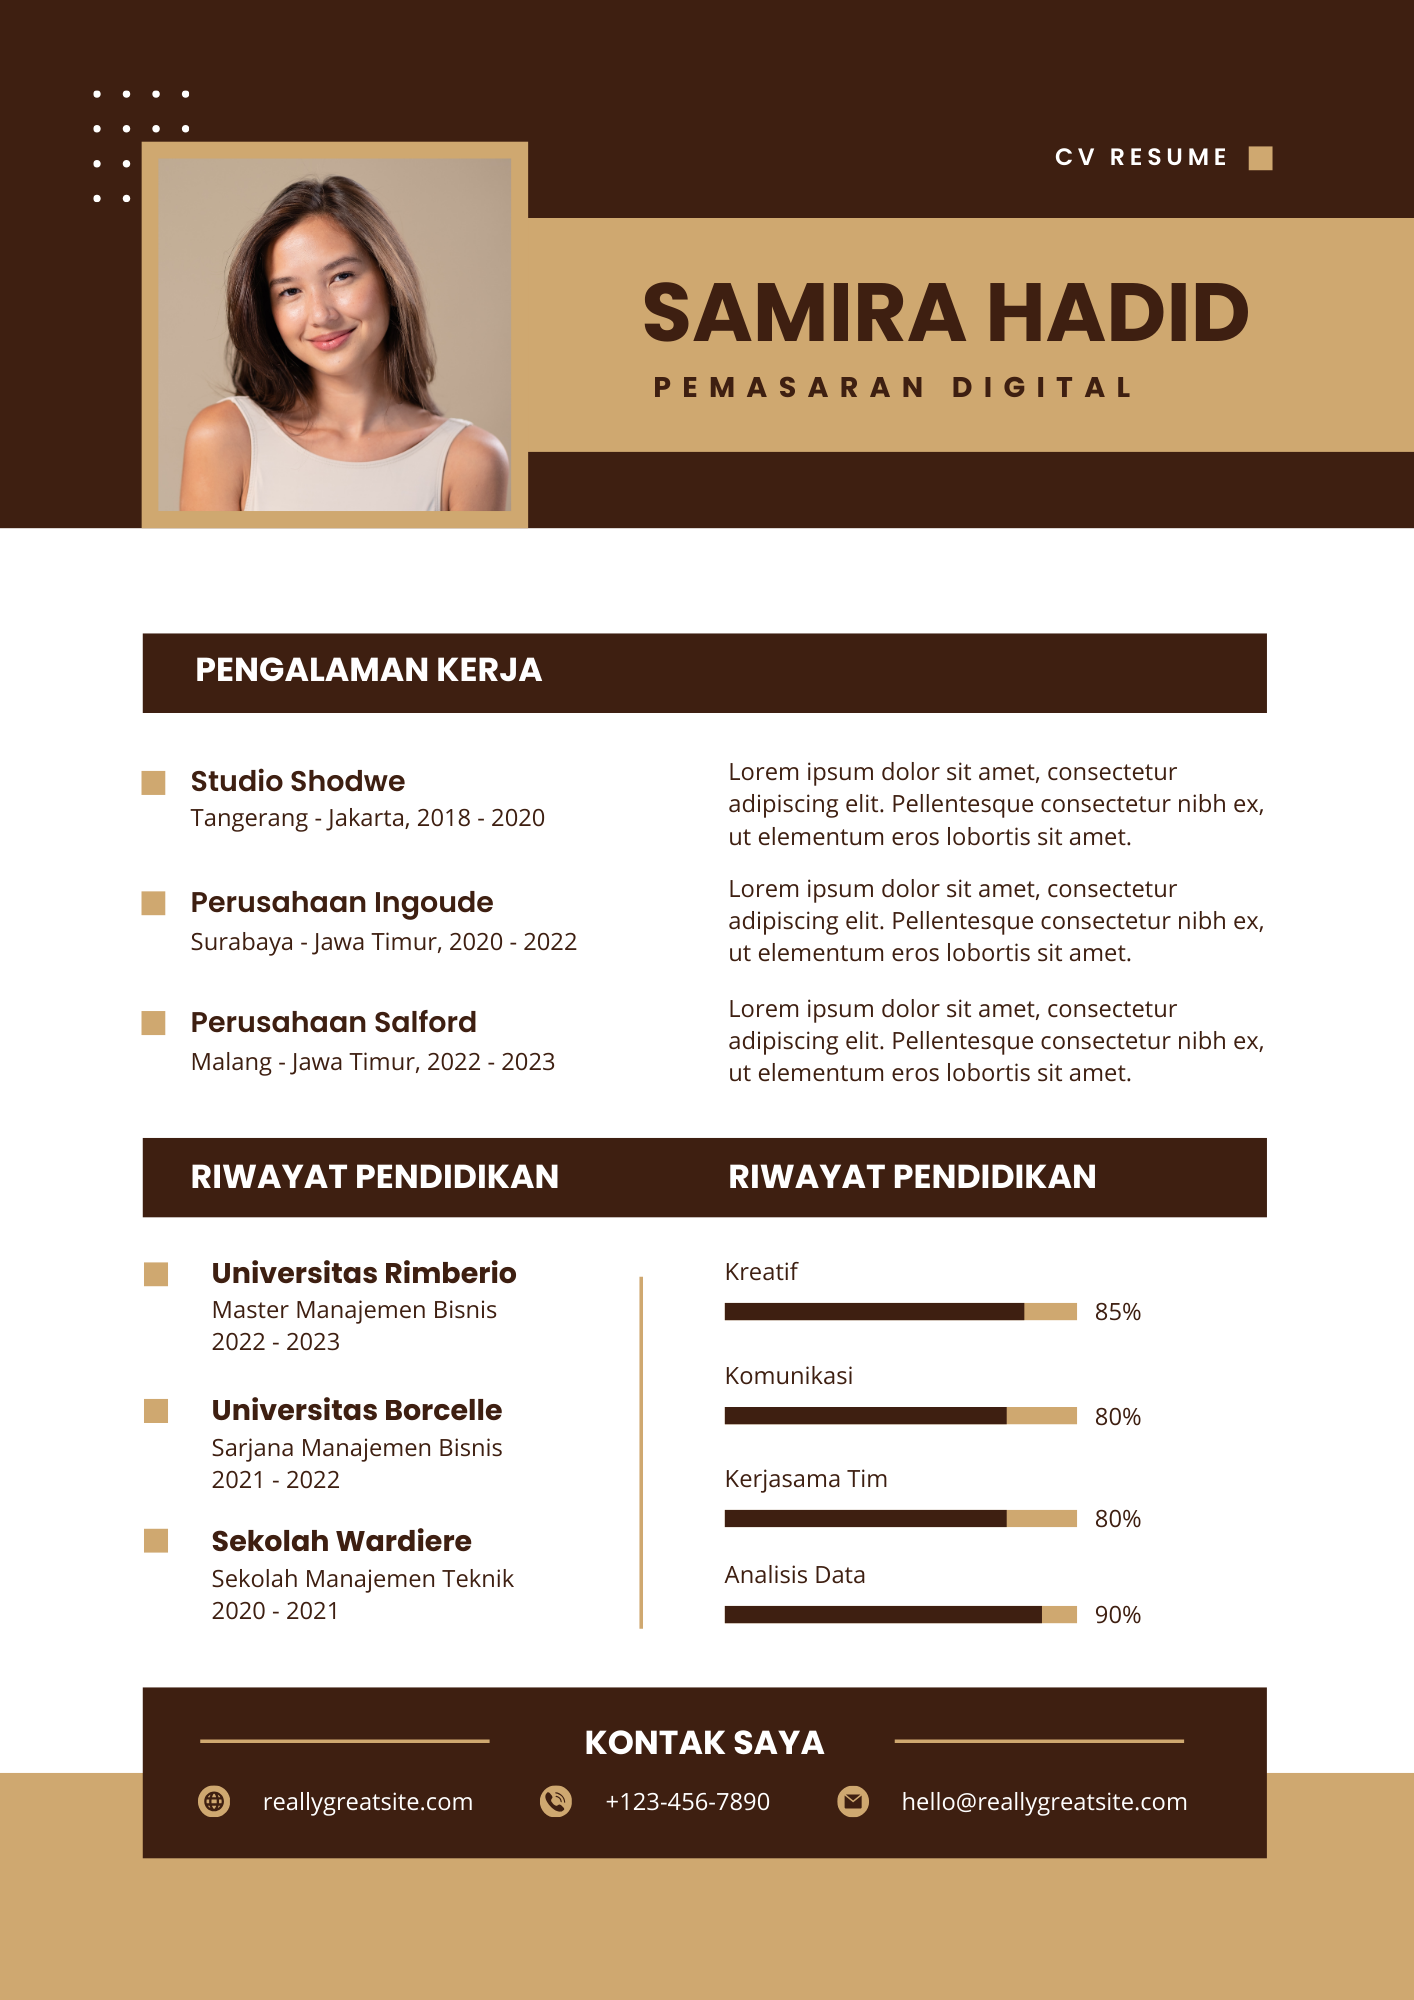 CV RESUME
SAMIRA HADID
PEMASARAN DIGITAL
PENGALAMAN KERJA
Studio Shodwe
Tangerang - Jakarta, 2018 - 2020
Lorem ipsum dolor sit amet, consectetur
adipiscing elit. Pellentesque consectetur nibh ex,
ut elementum eros lobortis sit amet.
Perusahaan Ingoude
Surabaya - Jawa Timur, 2020 - 2022
Lorem ipsum dolor sit amet, consectetur
adipiscing elit. Pellentesque consectetur nibh ex,
ut elementum eros lobortis sit amet.
Perusahaan Salford
Malang - Jawa Timur, 2022 - 2023
Lorem ipsum dolor sit amet, consectetur
adipiscing elit. Pellentesque consectetur nibh ex,
ut elementum eros lobortis sit amet.
RIWAYAT PENDIDIKAN
Universitas Rimberio
Master Manajemen Bisnis
2022 - 2023
Universitas Borcelle
Sarjana Manajemen Bisnis
2021 - 2022
Sekolah Wardiere
Sekolah Manajemen Teknik
2020 - 2021
RIWAYAT PENDIDIKAN
Kreatif
85%
Komunikasi
80%
Kerjasama Tim
80%
Analisis Data
90%
KONTAK SAYA
reallygreatsite.com
+123-456-7890
hello@reallygreatsite.com